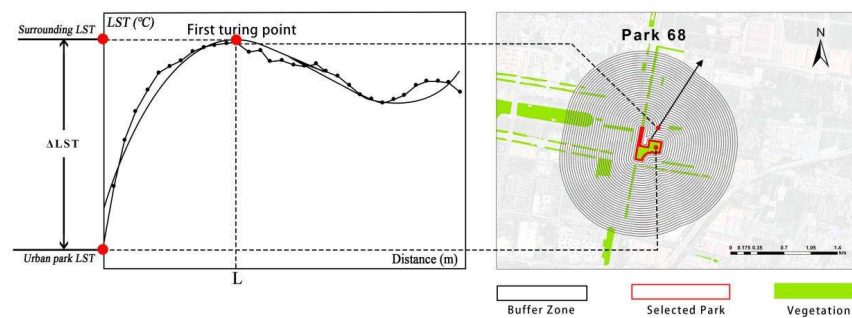 LST (℃)
Surrounding LST
First turing point
ΔLST
Urban park LST
Distance (m)
L
Park 68
N
0 0.175 0.35 0.7 1.05 1.4
km
Buffer Zone
Selected Park
Vegetation